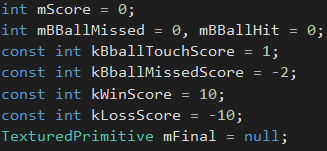 int mScore = 0;
int mBBallMissed = 0, mBBallHit = 0;
const int kBballTouchScore = 1;
const int kBballMissedScore = -2;
const int kWinScore = 10;
const int kLossScore = -10;
TexturedPrimitive mFinal = null;